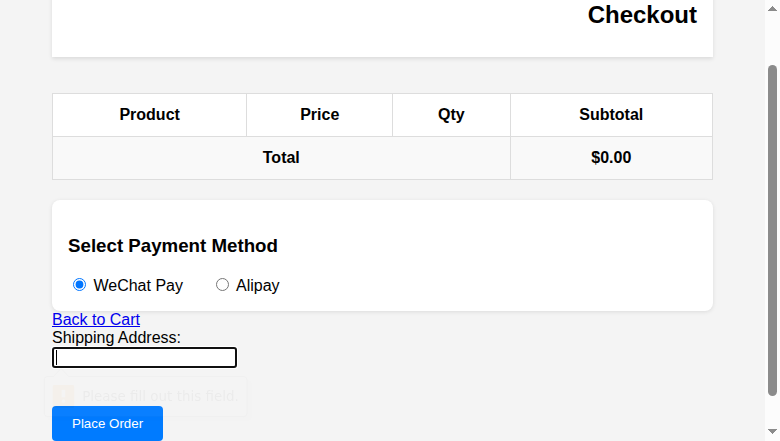 Checkout
Product Price Qty Subtotal
Total $0.00
Select Payment Method
WeChat Pay Alipay
Back to Cart
Shipping Address:
Please fill out this field.
Place Order